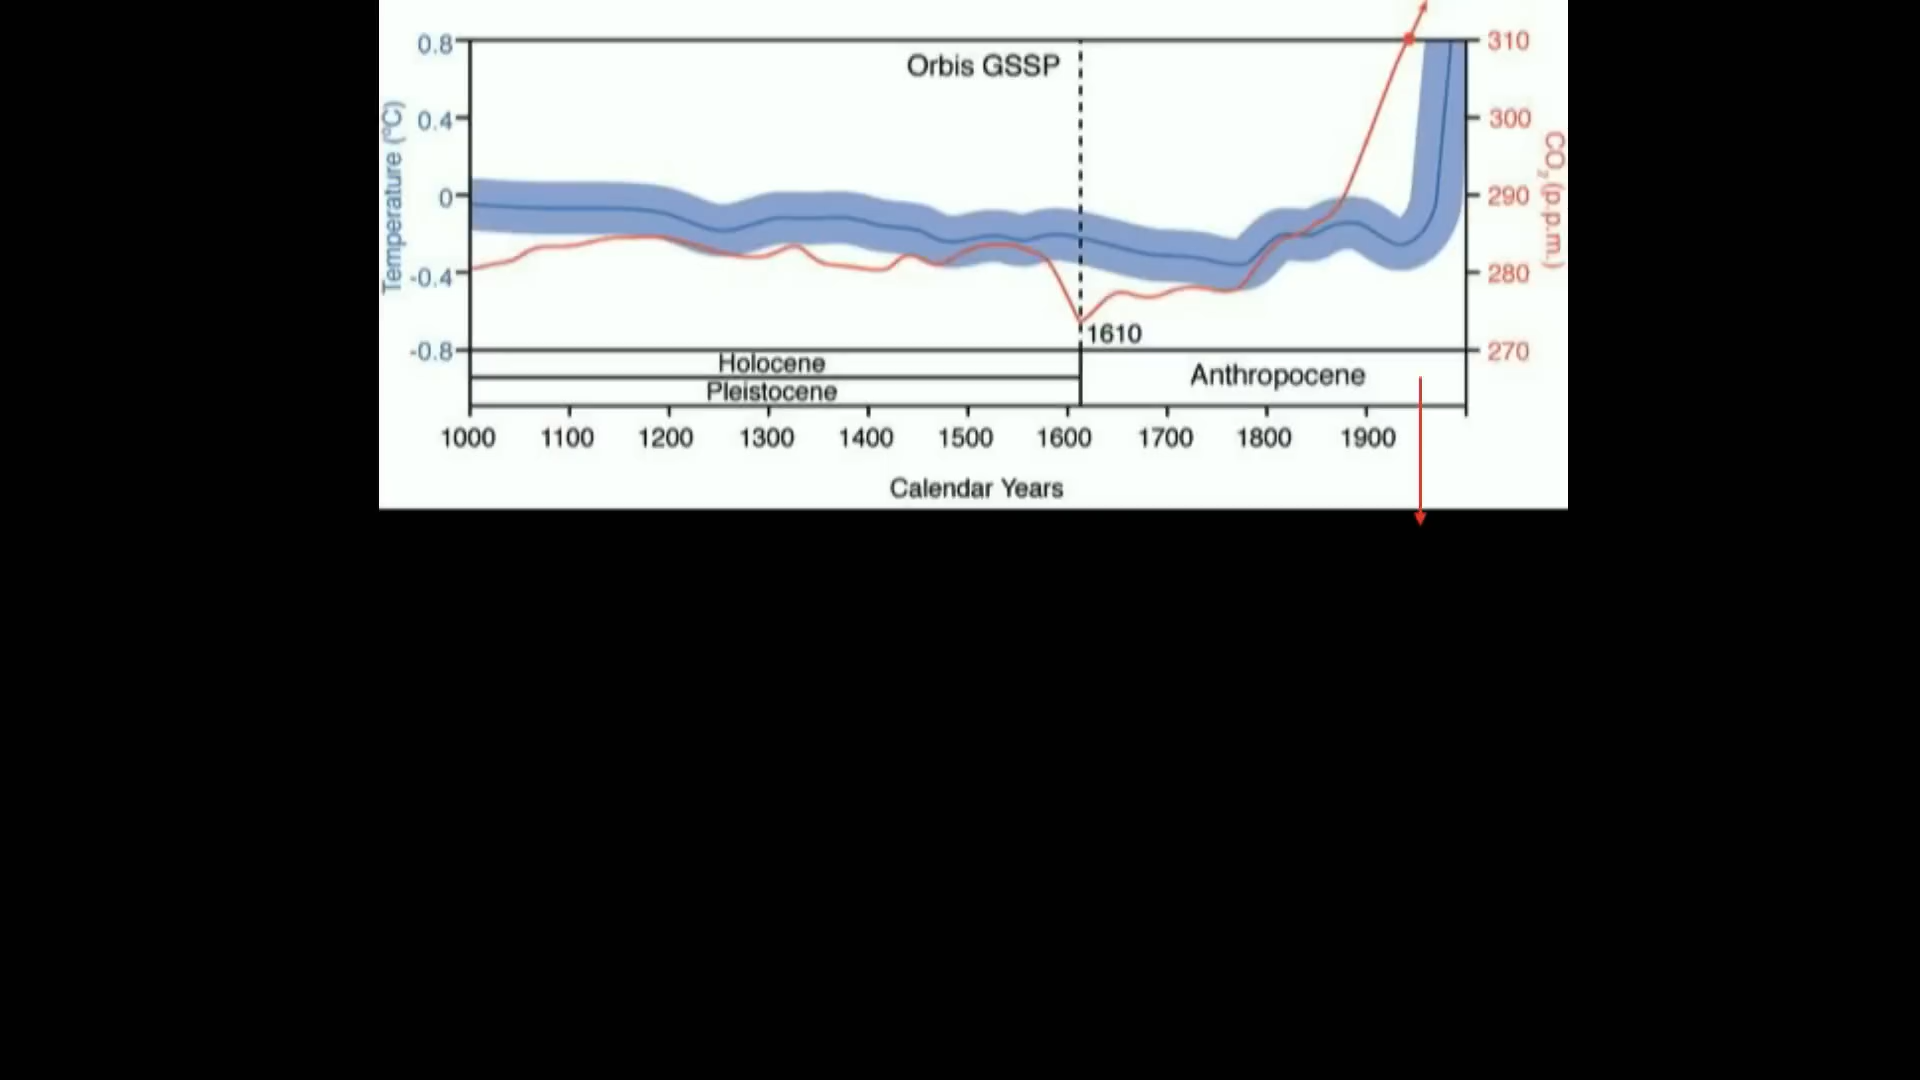 Orbis GSSP
0.8
0.4
0
-0.4
-0.8
Temperature (°C)
310
300
290
280
270
CO₂ (p.p.m.)
1610
Holocene
Pleistocene
Anthropocene
1000 1100 1200 1300 1400 1500 1600 1700 1800 1900
Calendar Years